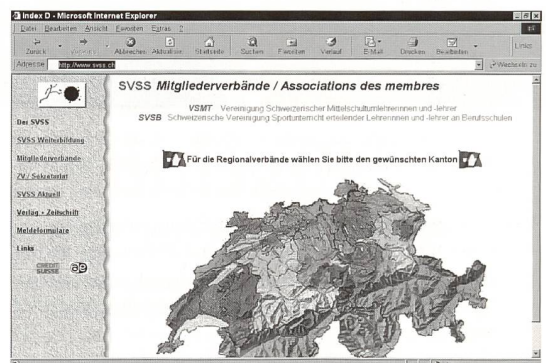 Index D - Microsoft Internet Explorer
Datei Bearbeiten Ansicht Favoriten Extras ?
Zurück Abbrechen Aktualisier. Startseite Suchen Favoriten Verlauf E-Mail Drucken Bearbeiten Links
Adresse http://www.svss.ch Wechseln zu
SVSS Mitgliederverbände / Associations des membres
VSMT Vereinigung Schweizerischer Mittelschulturnlehrerinnen und -lehrer
SVSB Schweizerische Vereinigung Sportunterricht erteilender Lehrerinnen und -lehrer an Berufsschulen
Der SVSS
SVSS Weiterbildung
Mitgliederverbände
ZV / Sekretariat
SVSS Aktuell
Verlag + Zeitschrift
Meldeformulare
Links
CREDIT
SUISSE
Für die Regionalverbände wählen Sie bitte den gewünschten Kanton